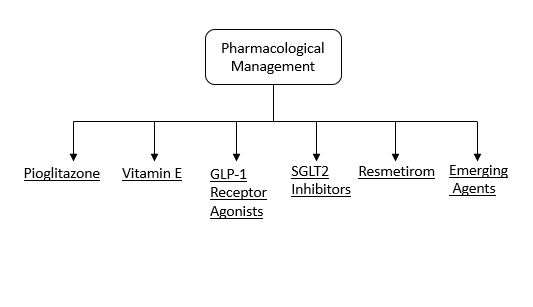 Pharmacological
Management
Pioglitazone
Vitamin E
GLP-1
Receptor
Agonists
SGLT2
Inhibitors
Resmetirom
Emerging
Agents